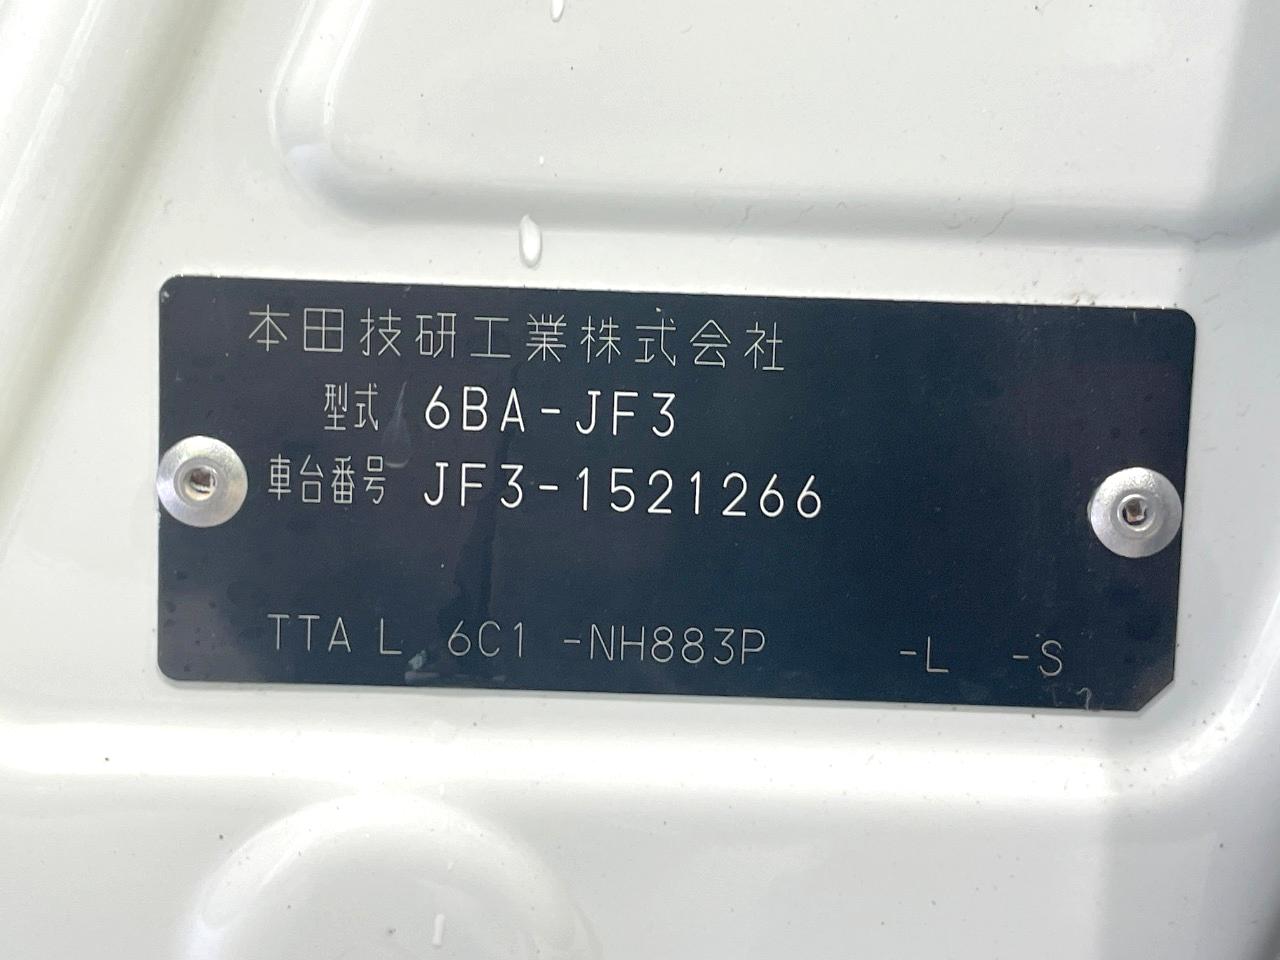 本田技研工業株式会社
型式 6BA-JF3
車台番号 JF3-1521266
TTA L 6C1 -NH883P -L -S